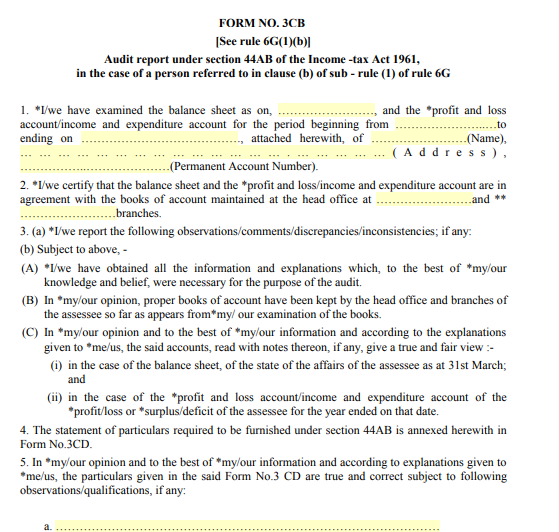 FORM NO. 3CB
[See rule 6G(1)(b)]
Audit report under section 44AB of the Income -tax Act 1961,
in the case of a person referred to in clause (b) of sub - rule (1) of rule 6G
1. *I/we have examined the balance sheet as on, ........................., and the *profit and loss
account/income and expenditure account for the period beginning from ..........................to
ending on ........................................., attached herewith, of .........................(Name),
... ... ... ... ... ... ... ... ... ... ... ... ... . ... ... ... ... ... ( A d d r e s s ) ,
.......................................(Permanent Account Number).
2. *I/we certify that the balance sheet and the *profit and loss/income and expenditure account are in
agreement with the books of account maintained at the head office at .........................and **
.........................branches.
3. (a) *I/we report the following observations/comments/discrepancies/inconsistencies; if any:
(b) Subject to above, -
(A) *I/we have obtained all the information and explanations which, to the best of *my/our
knowledge and belief, were necessary for the purpose of the audit.
(B) In *my/our opinion, proper books of account have been kept by the head office and branches of
the assessee so far as appears from*my/ our examination of the books.
(C) In *my/our opinion and to the best of *my/our information and according to the explanations
given to *me/us, the said accounts, read with notes thereon, if any, give a true and fair view :-
(i) in the case of the balance sheet, of the state of the affairs of the assessee as at 31st March;
and
(ii) in the case of the *profit and loss account/income and expenditure account of the
*profit/loss or *surplus/deficit of the assessee for the year ended on that date.
4. The statement of particulars required to be furnished under section 44AB is annexed herewith in
Form No.3CD.
5. In *my/our opinion and to the best of *my/our information and according to explanations given to
*me/us, the particulars given in the said Form No.3 CD are true and correct subject to following
observations/qualifications, if any:
a. ................................................................................................